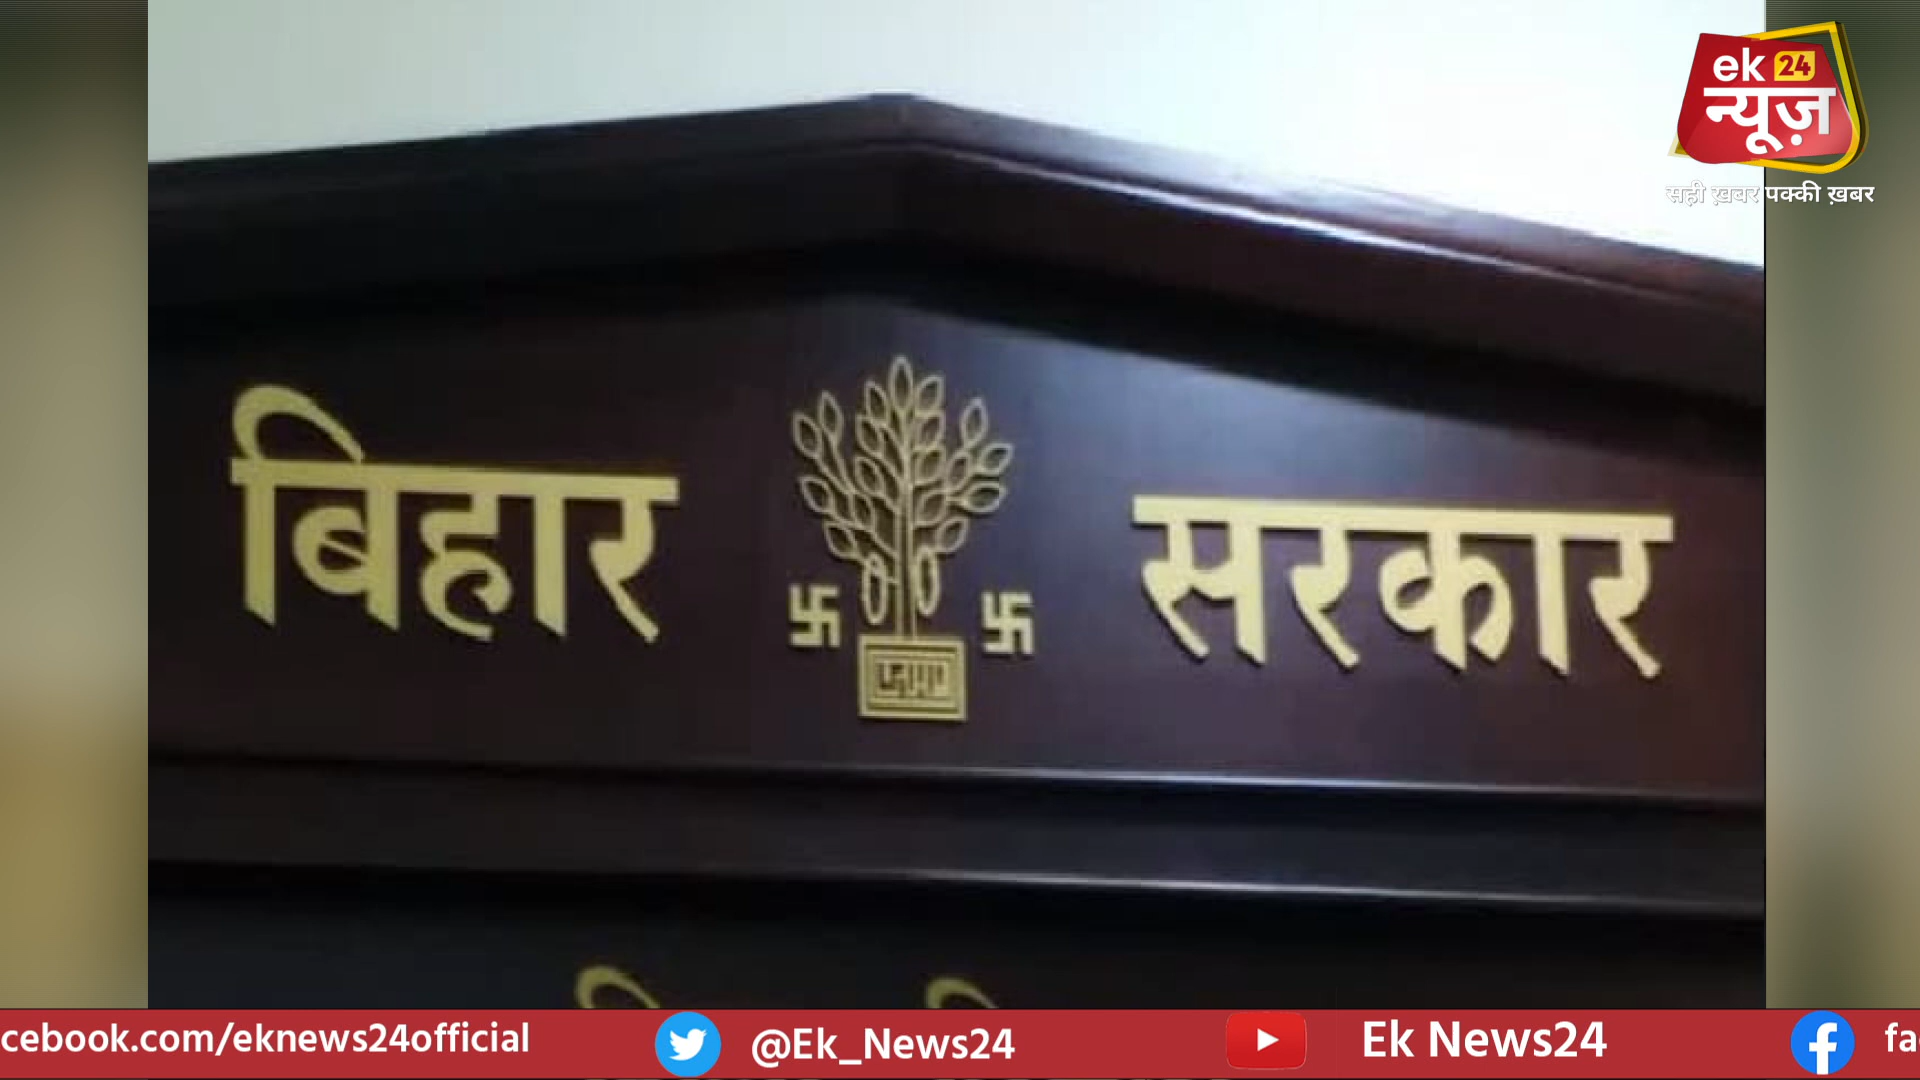 ek 24
न्यूज़
सही ख़बर पक्की ख़बर
बिहार सरकार
cebook.com/eknews24official @Ek_News24 Ek News24 fa